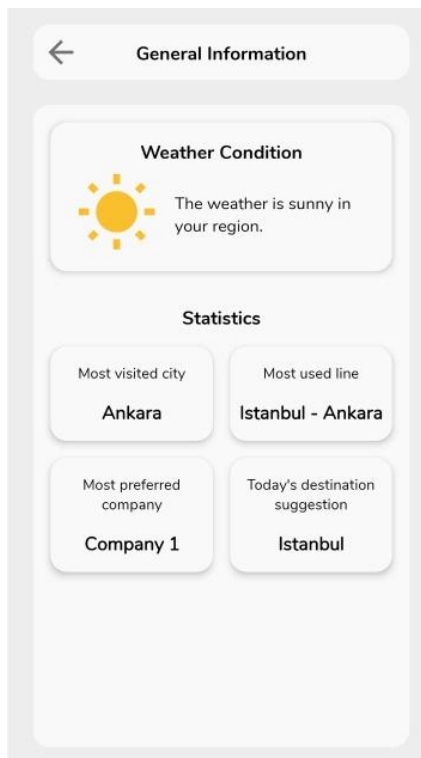 General Information
Weather Condition
The weather is sunny in
your region.
Statistics
Most visited city
Ankara
Most used line
Istanbul - Ankara
Most preferred
company
Company 1
Today's destination
suggestion
Istanbul